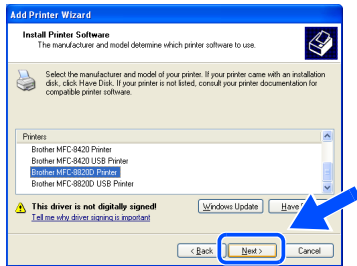 Add Printer Wizard
Install Printer Software
The manufacturer and model determine which printer software to use.
Select the manufacturer and model of your printer. If your printer came with an installation
disk, click Have Disk. If your printer is not listed, consult your printer documentation for
compatible printer software.
Printers
Brother MFC-8420 Printer
Brother MFC-8420 USB Printer
Brother MFC-8820D Printer
Brother MFC-8820D USB Printer
This driver is not digitally signed!
Windows Update
Have
Tell me why driver signing is important
< Back
Next >
Cancel